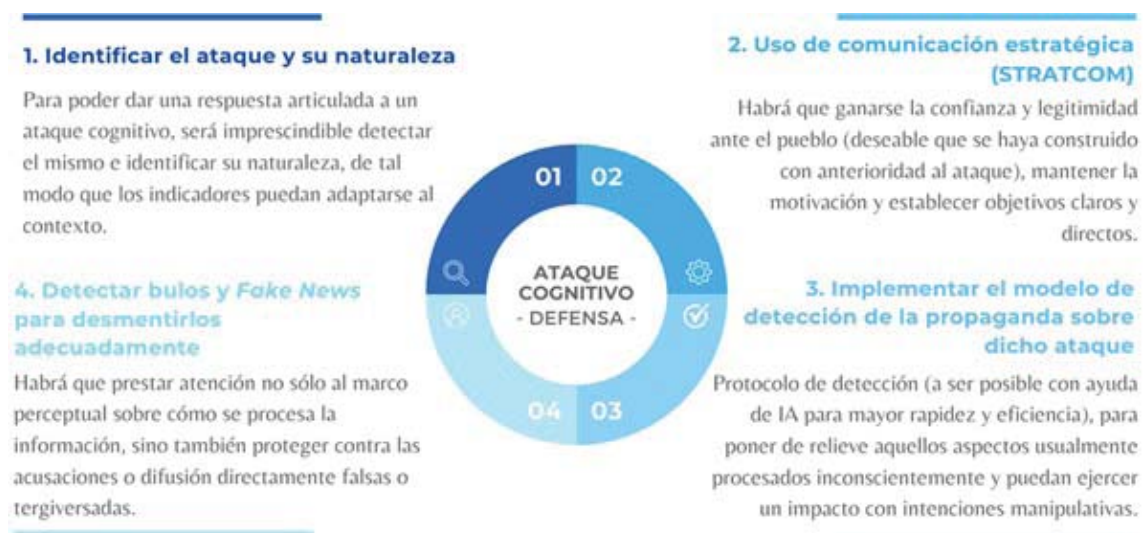 1. Identificar el ataque y su naturaleza
Para poder dar una respuesta articulada a un
ataque cognitivo, será imprescindible detectar
el mismo e identificar su naturaleza, de tal
modo que los indicadores puedan adaptarse al
contexto.
2. Uso de comunicación estratégica
(STRATCOM)
Habrá que ganarse la confianza y legitimidad
ante el pueblo (deseable que se haya construido
con anterioridad al ataque), mantener la
motivación y establecer objetivos claros y
directos.
01 02
ATAQUE
COGNITIVO
- DEFENSA -
04 03
3. Implementar el modelo de
detección de la propaganda sobre
dicho ataque
Protocolo de detección (a ser posible con ayuda
de IA para mayor rapidez y eficiencia), para
poner de relieve aquellos aspectos usualmente
procesados inconscientemente y puedan ejercer
un impacto con intenciones manipulativas.
4. Detectar bulos y Fake News
para desmentirlos
adecuadamente
Habrá que prestar atención no sólo al marco
perceptual sobre cómo se procesa la
información, sino también proteger contra las
acusaciones o difusión directamente falsas o
tergiversadas.